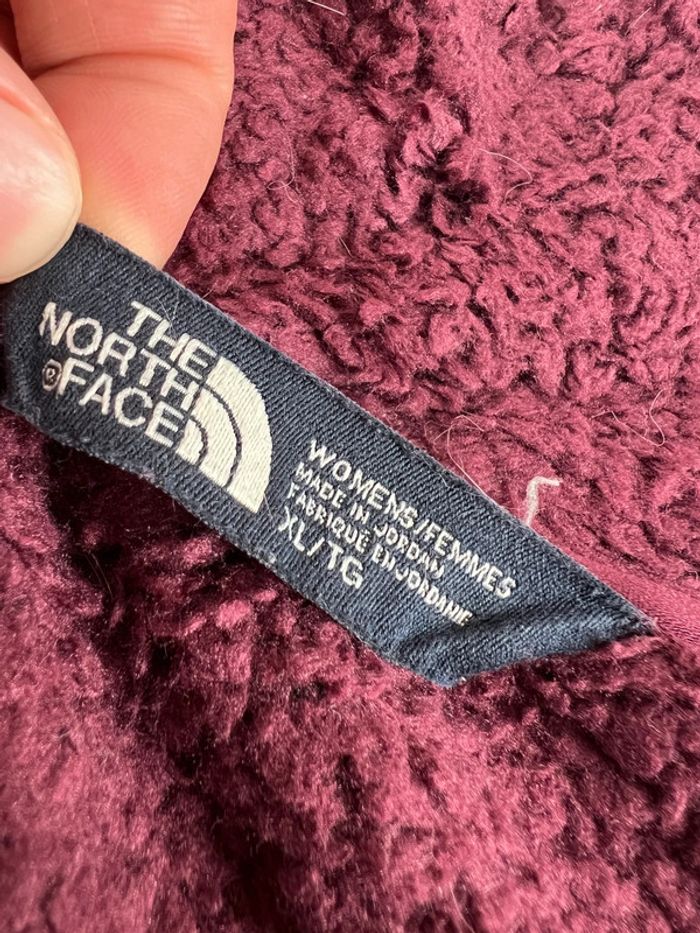 THE
NORTH
®FACE
WOMENS/FEMMES
MADE IN JORDAN
FABRIQUE EN JORDANIE
XL/TG